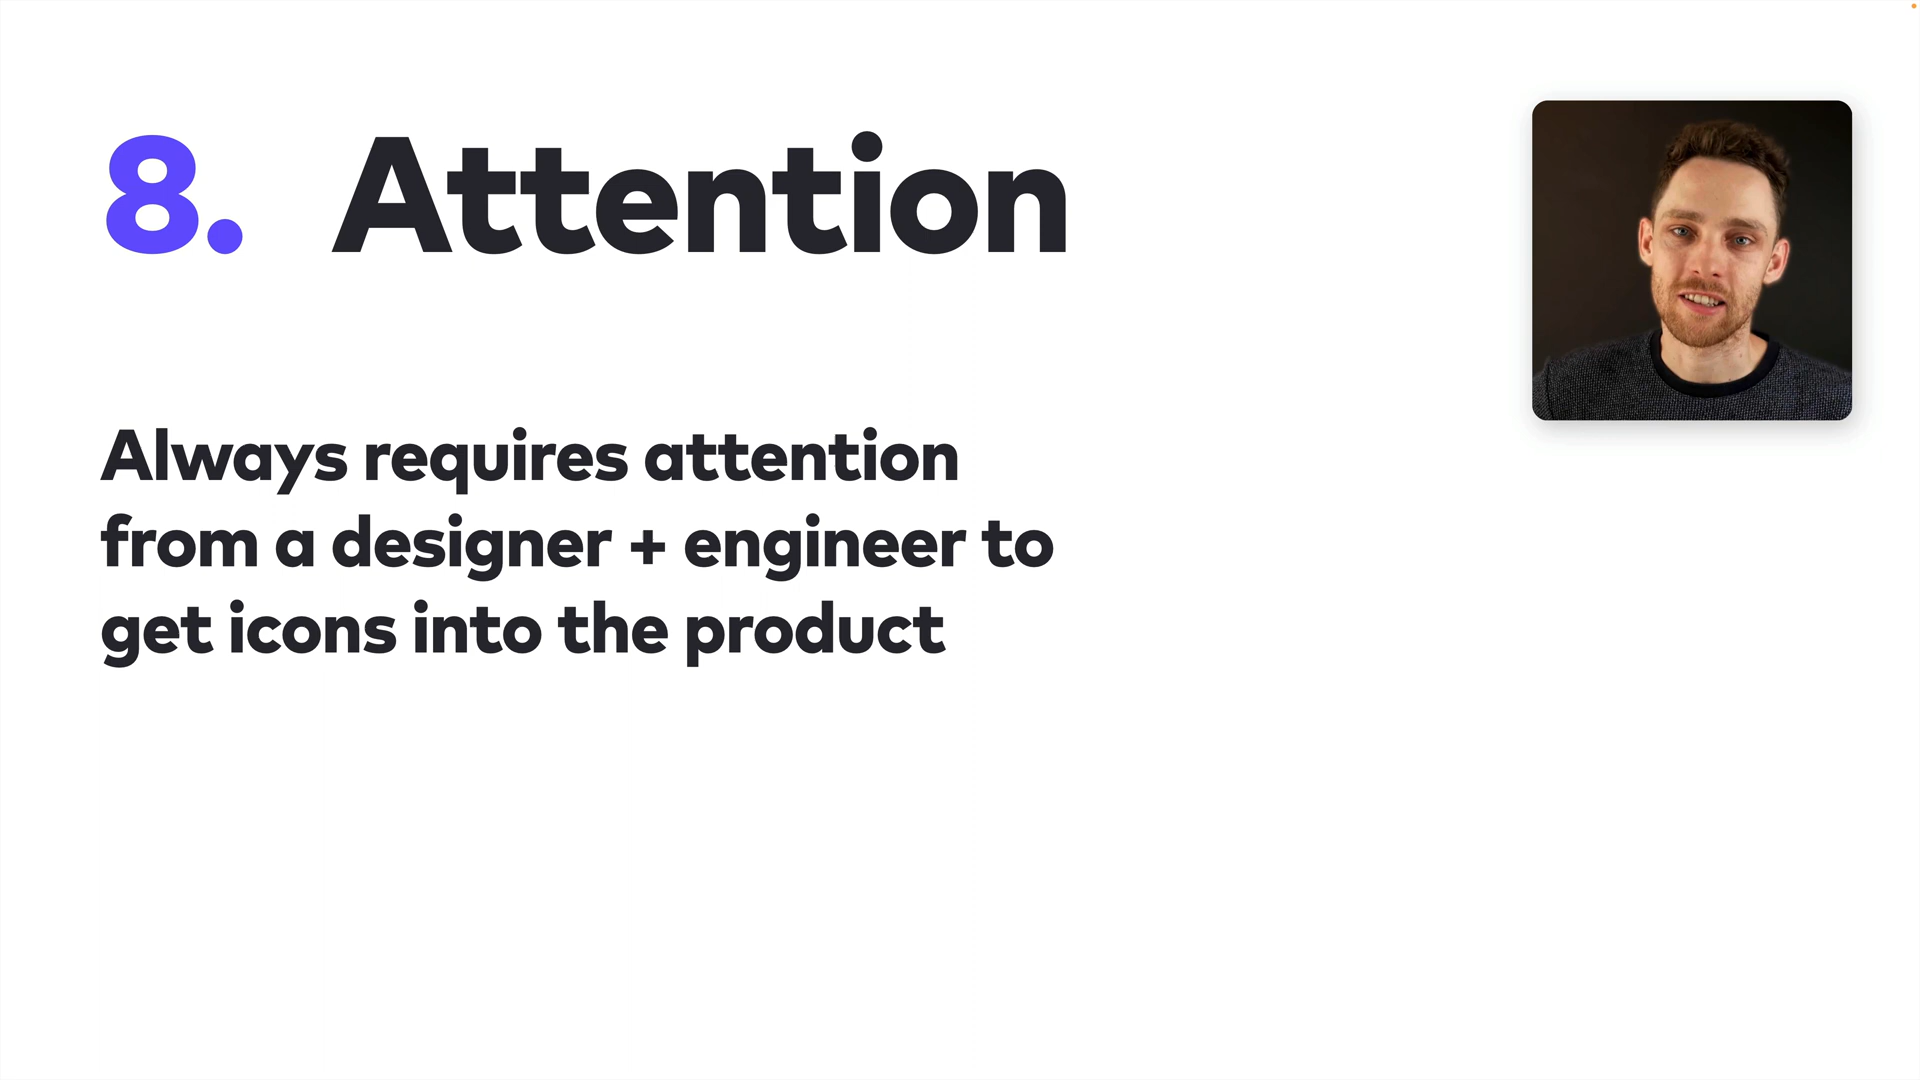 8. Attention
Always requires attention
from a designer + engineer to
get icons into the product